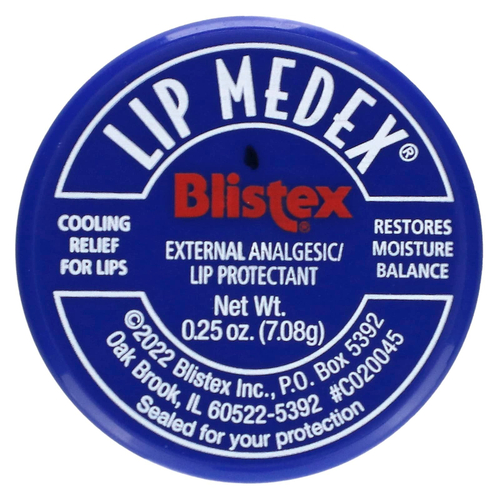 LIP MEDEX®
Blistex®
COOLING
RELIEF
FOR LIPS
EXTERNAL ANALGESIC/
LIP PROTECTANT
RESTORES
MOISTURE
BALANCE
Net Wt.
0.25 oz. (7.08g)
©2022 Blistex Inc., P.O. Box 5392
Oak Brook, IL 60522-5392 #C020045
Sealed for your protection